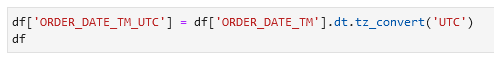 df['ORDER_DATE_TM_UTC'] = df['ORDER_DATE_TM'].dt.tz_convert('UTC')
df